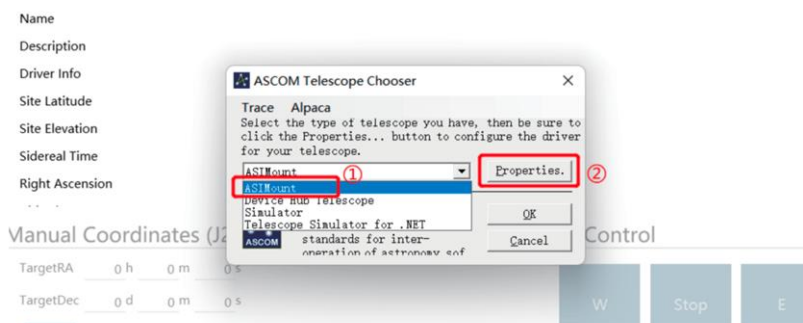 Name
Description
Driver Info
Site Latitude
Site Elevation
Sidereal Time
Right Ascension
ASCOM Telescope Chooser
Trace Alpaca
Select the type of telescope you have, then be sure to
click the Properties... button to configure the driver
for your telescope.
ASIMount ① Properties. ②
ASIMount
Device Hub Telescope
Simulator
Telescope Simulator for .NET
OK
ASCOM
standards for inter-
operation of astronomy sof
Cancel
Manual Coordinates (J2
Control
TargetRA 0 h 0 m 0 s
TargetDec 0 d 0 m 0 s
W Stop E